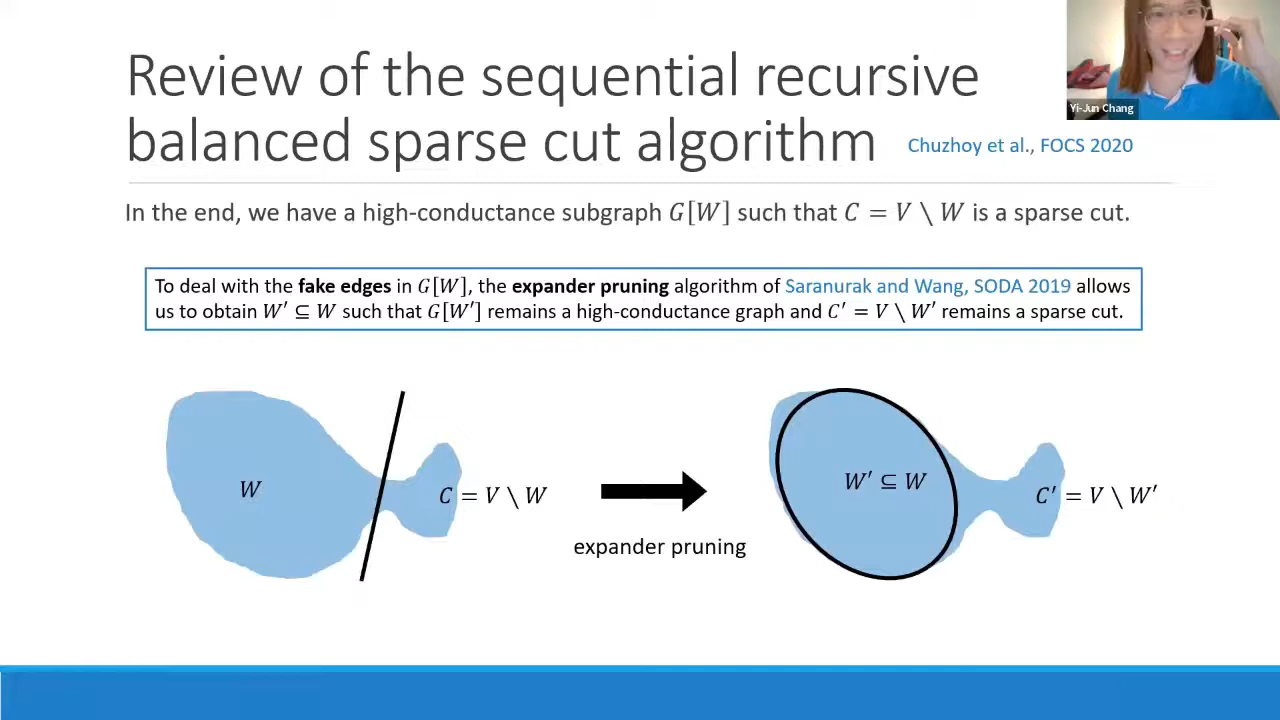 Review of the sequential recursive
balanced sparse cut algorithm
Chuzhoy et al., FOCS 2020
Yi-Jun Chang
In the end, we have a high-conductance subgraph G[W] such that C = V \ W is a sparse cut.
To deal with the fake edges in G[W], the expander pruning algorithm of Saranurak and Wang, SODA 2019 allows
us to obtain W′ ⊆ W such that G[W′] remains a high-conductance graph and C′ = V \ W′ remains a sparse cut.
W
C = V \ W
expander pruning
W′ ⊆ W
C′ = V \ W′